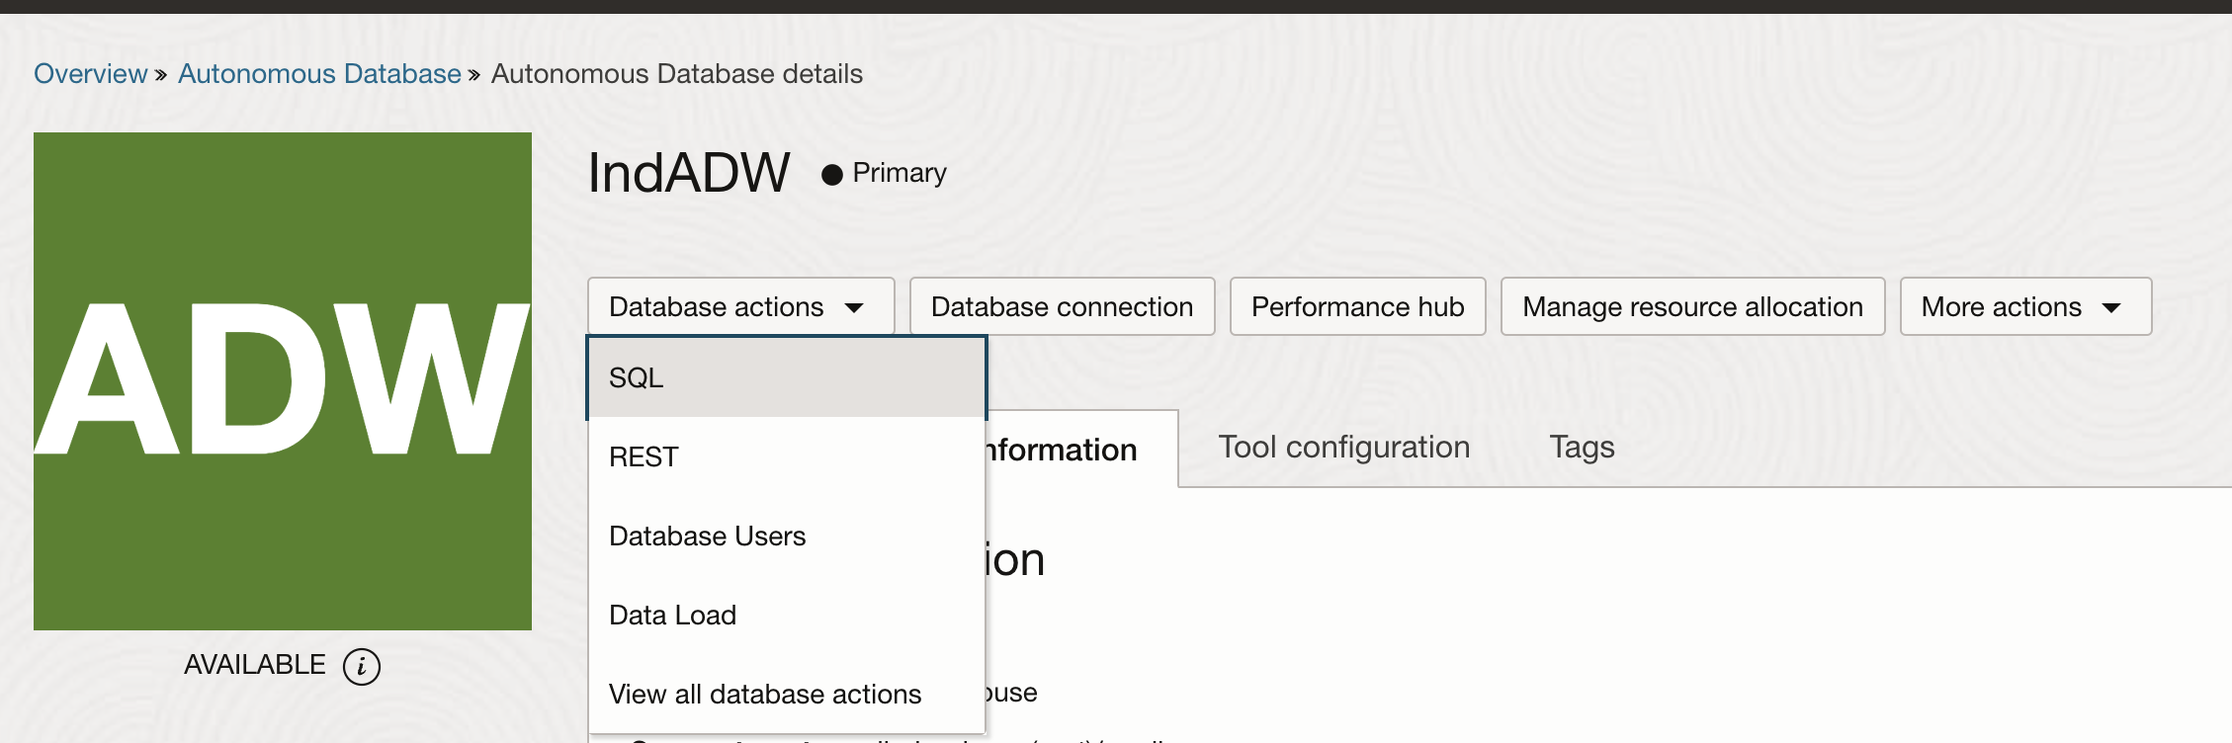 Overview » Autonomous Database » Autonomous Database details
ADW
AVAILABLE i
IndADW ● Primary
Database actions
Database connection
Performance hub
Manage resource allocation
More actions
SQL
REST
Database Users
Data Load
View all database actions
nformation
Tool configuration
Tags
ion
ouse